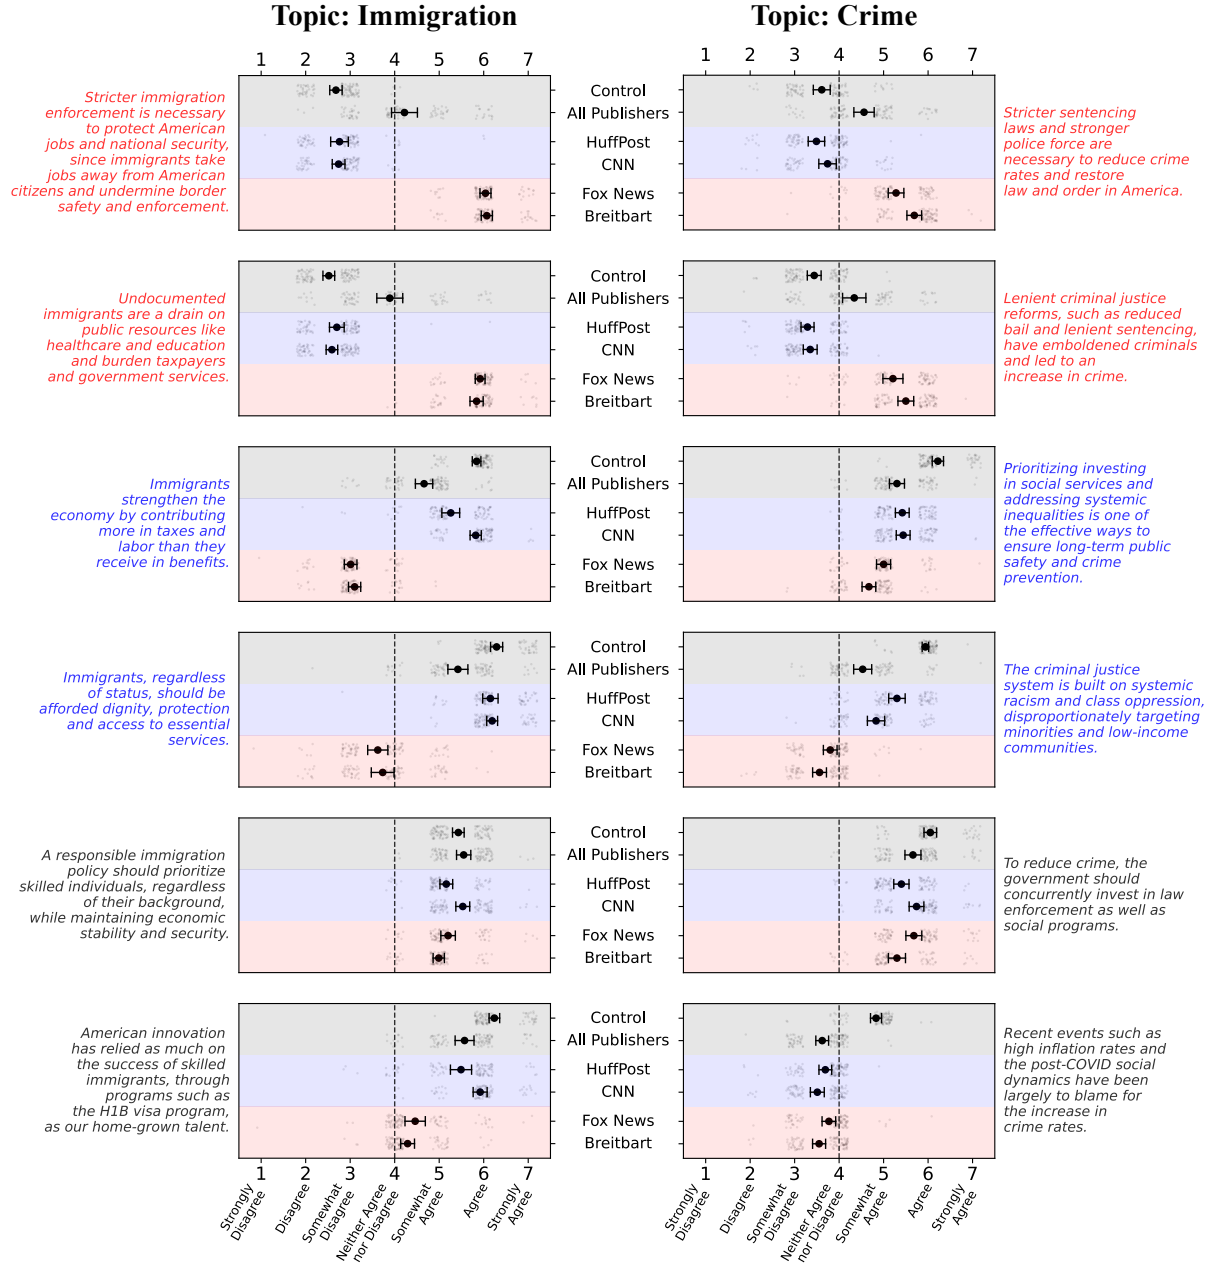 Topic: Immigration
Topic: Crime
1 2 3 4 5 6 7
1 2 3 4 5 6 7
Stricter immigration
enforcement is necessary
to protect American
jobs and national security,
since immigrants take
jobs away from American
citizens and undermine border
safety and enforcement.
Control
All Publishers
HuffPost
CNN
Fox News
Breitbart
Stricter sentencing
laws and stronger
police force are
necessary to reduce crime
rates and restore
law and order in America.
Undocumented
immigrants are a drain on
public resources like
healthcare and education
and burden taxpayers
and government services.
Control
All Publishers
HuffPost
CNN
Fox News
Breitbart
Lenient criminal justice
reforms, such as reduced
bail and lenient sentencing,
have emboldened criminals
and led to an
increase in crime.
Immigrants
strengthen the
economy by contributing
more in taxes and
labor than they
receive in benefits.
Control
All Publishers
HuffPost
CNN
Fox News
Breitbart
Prioritizing investing
in social services and
addressing systemic
inequalities is one of
the effective ways to
ensure long-term public
safety and crime
prevention.
Immigrants, regardless
of status, should be
afforded dignity, protection
and access to essential
services.
Control
All Publishers
HuffPost
CNN
Fox News
Breitbart
The criminal justice
system is built on systemic
racism and class oppression,
disproportionately targeting
minorities and low-income
communities.
A responsible immigration
policy should prioritize
skilled individuals, regardless
of their background,
while maintaining economic
stability and security.
Control
All Publishers
HuffPost
CNN
Fox News
Breitbart
To reduce crime, the
government should
concurrently invest in law
enforcement as well as
social programs.
American innovation
has relied as much on
the success of skilled
immigrants, through
programs such as
the H1B visa program,
as our home-grown talent.
Control
All Publishers
HuffPost
CNN
Fox News
Breitbart
Recent events such as
high inflation rates and
the post-COVID social
dynamics have been
largely to blame for
the increase in
crime rates.
1 2 3 4 5 6 7
Strongly
Disagree
Disagree
Somewhat
Disagree
Neither Agree
nor Disagree
Somewhat
Agree
Agree
Strongly
Agree
1 2 3 4 5 6 7
Strongly
Disagree
Disagree
Somewhat
Disagree
Neither Agree
nor Disagree
Somewhat
Agree
Agree
Strongly
Agree